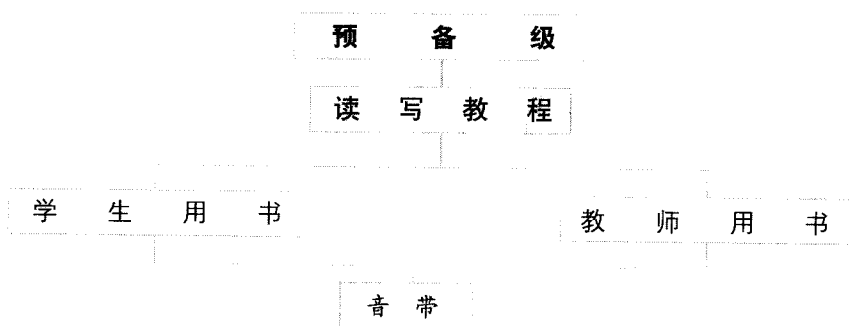 预备级
读写教程
学生用书
教师用书
音带